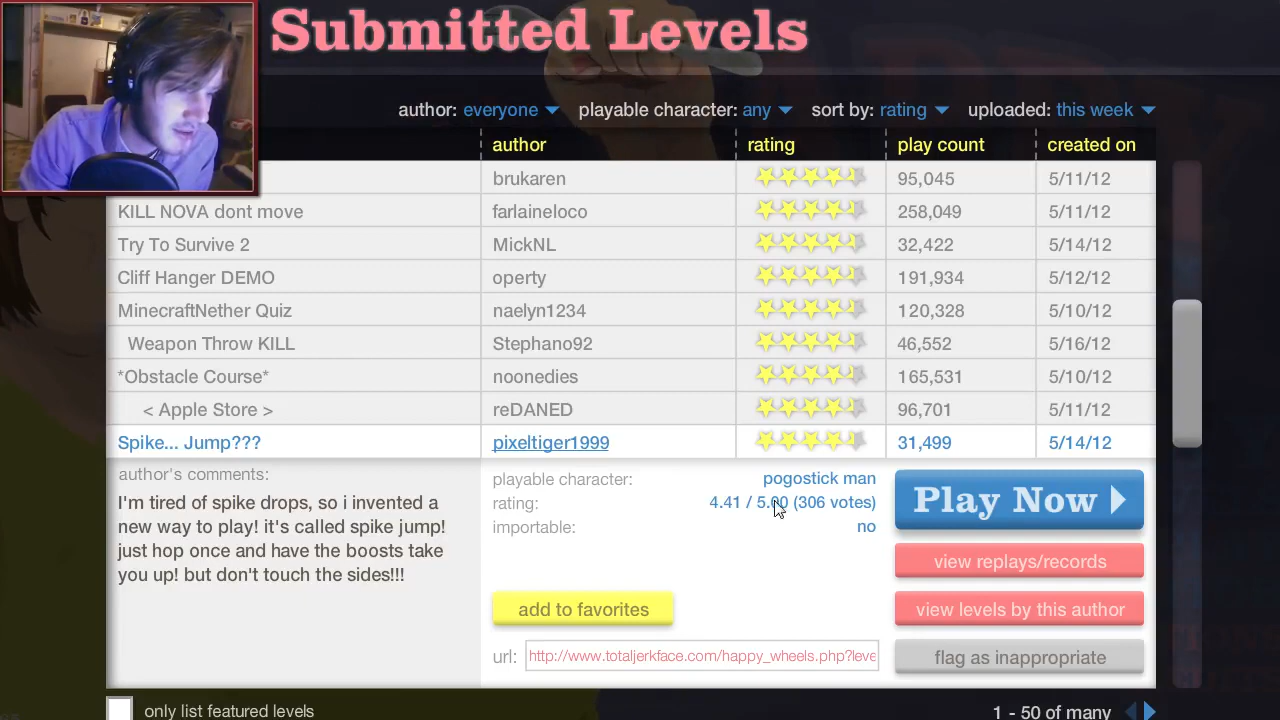 Submitted Levels
author: everyone playable character: any sort by: rating uploaded: this week
author rating play count created on
brukaren 95,045 5/11/12
KILL NOVA dont move farlaineloco 258,049 5/11/12
Try To Survive 2 MickNL 32,422 5/14/12
Cliff Hanger DEMO operty 191,934 5/12/12
MinecraftNether Quiz naelyn1234 120,328 5/10/12
Weapon Throw KILL Stephano92 46,552 5/16/12
*Obstacle Course* noonedies 165,531 5/10/12
< Apple Store > reDANED 96,701 5/11/12
Spike... Jump??? pixeltiger1999 31,499 5/14/12
author's comments:
I'm tired of spike drops, so i invented a
new way to play! it's called spike jump!
just hop once and have the boosts take
you up! but don't touch the sides!!!
playable character: pogostick man
rating: 4.41 / 5.00 (306 votes)
importable: no
add to favorites
url: http://www.totaljerkface.com/happy_wheels.php?leve
Play Now
view replays/records
view levels by this author
flag as inappropriate
only list featured levels
1 - 50 of many